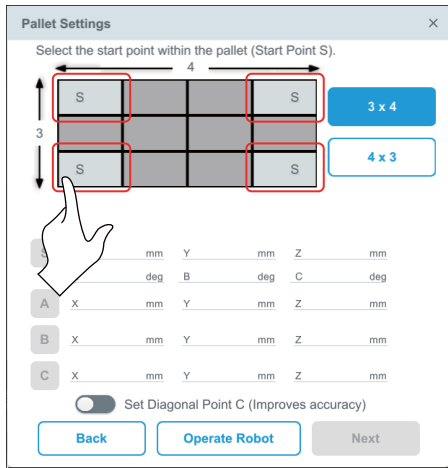 Pallet Settings ×
Select the start point within the pallet (Start Point S).
4
S S
3 x 4
3
4 x 3
S S
S mm Y mm Z mm
deg B deg C deg
A X mm Y mm Z mm
B X mm Y mm Z mm
C X mm Y mm Z mm
Set Diagonal Point C (Improves accuracy)
Back Operate Robot Next